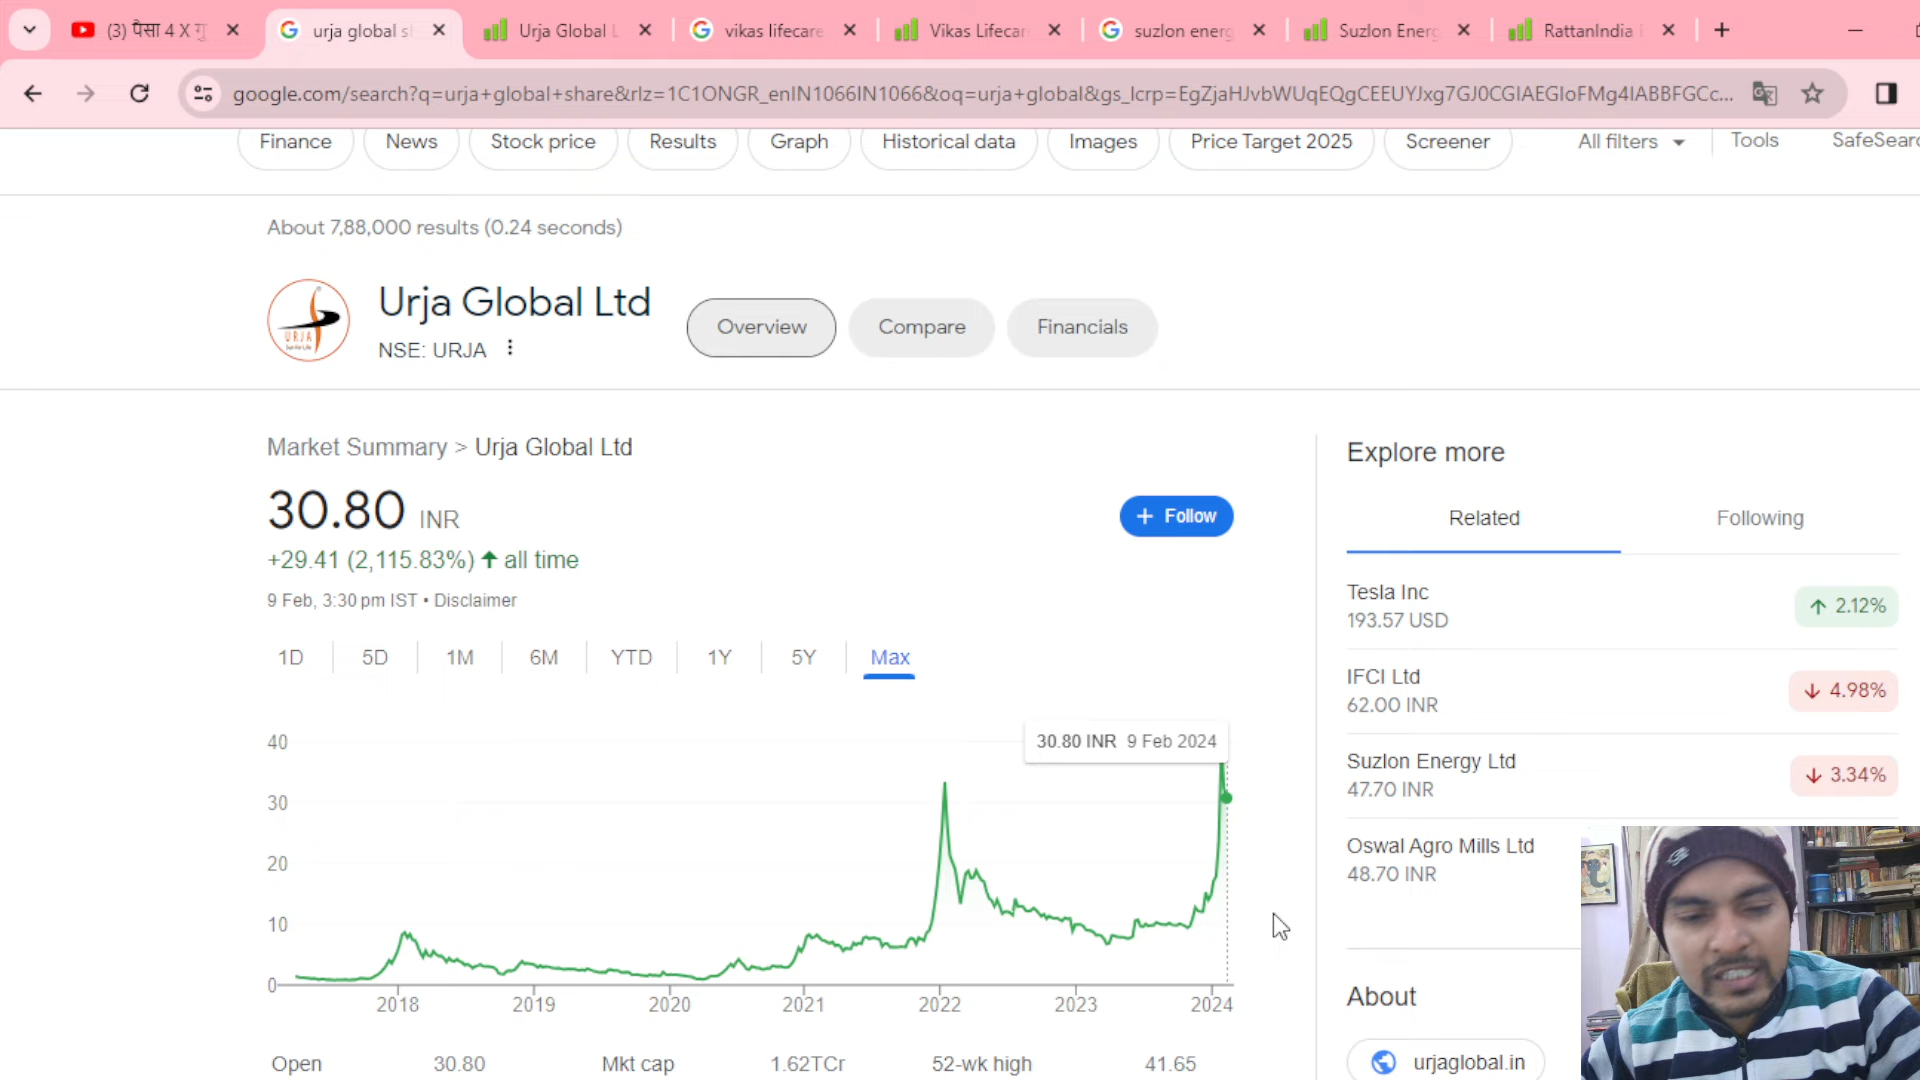 (3) पैसा 4 X गु
urja global s
Urja Global L
vikas lifecare
Vikas Lifecar
suzlon energ
Suzlon Energ
RattanIndia
google.com/search?q=urja+global+share&rlz=1C1ONGR_enIN1066IN1066&oq=urja+global&gs_lcrp=EgZjaHJvbWUqEQgCEEUYJxg7GJ0CGIAEGIoFMg4IABBFGCc...
Finance
News
Stock price
Results
Graph
Historical data
Images
Price Target 2025
Screener
All filters
Tools
SafeSearc
About 7,88,000 results (0.24 seconds)
URJA
Urja Global Ltd
NSE: URJA
Overview
Compare
Financials
Market Summary > Urja Global Ltd
30.80 INR
+ Follow
+29.41 (2,115.83%) ↑ all time
9 Feb, 3:30 pm IST • Disclaimer
1D
5D
1M
6M
YTD
1Y
5Y
Max
30.80 INR 9 Feb 2024
40
30
20
10
0
2018
2019
2020
2021
2022
2023
2024
Open 30.80
Mkt cap 1.62TCr
52-wk high 41.65
Explore more
Related
Following
Tesla Inc
193.57 USD
↑ 2.12%
IFCI Ltd
62.00 INR
↓ 4.98%
Suzlon Energy Ltd
47.70 INR
↓ 3.34%
Oswal Agro Mills Ltd
48.70 INR
About
urjaglobal.in